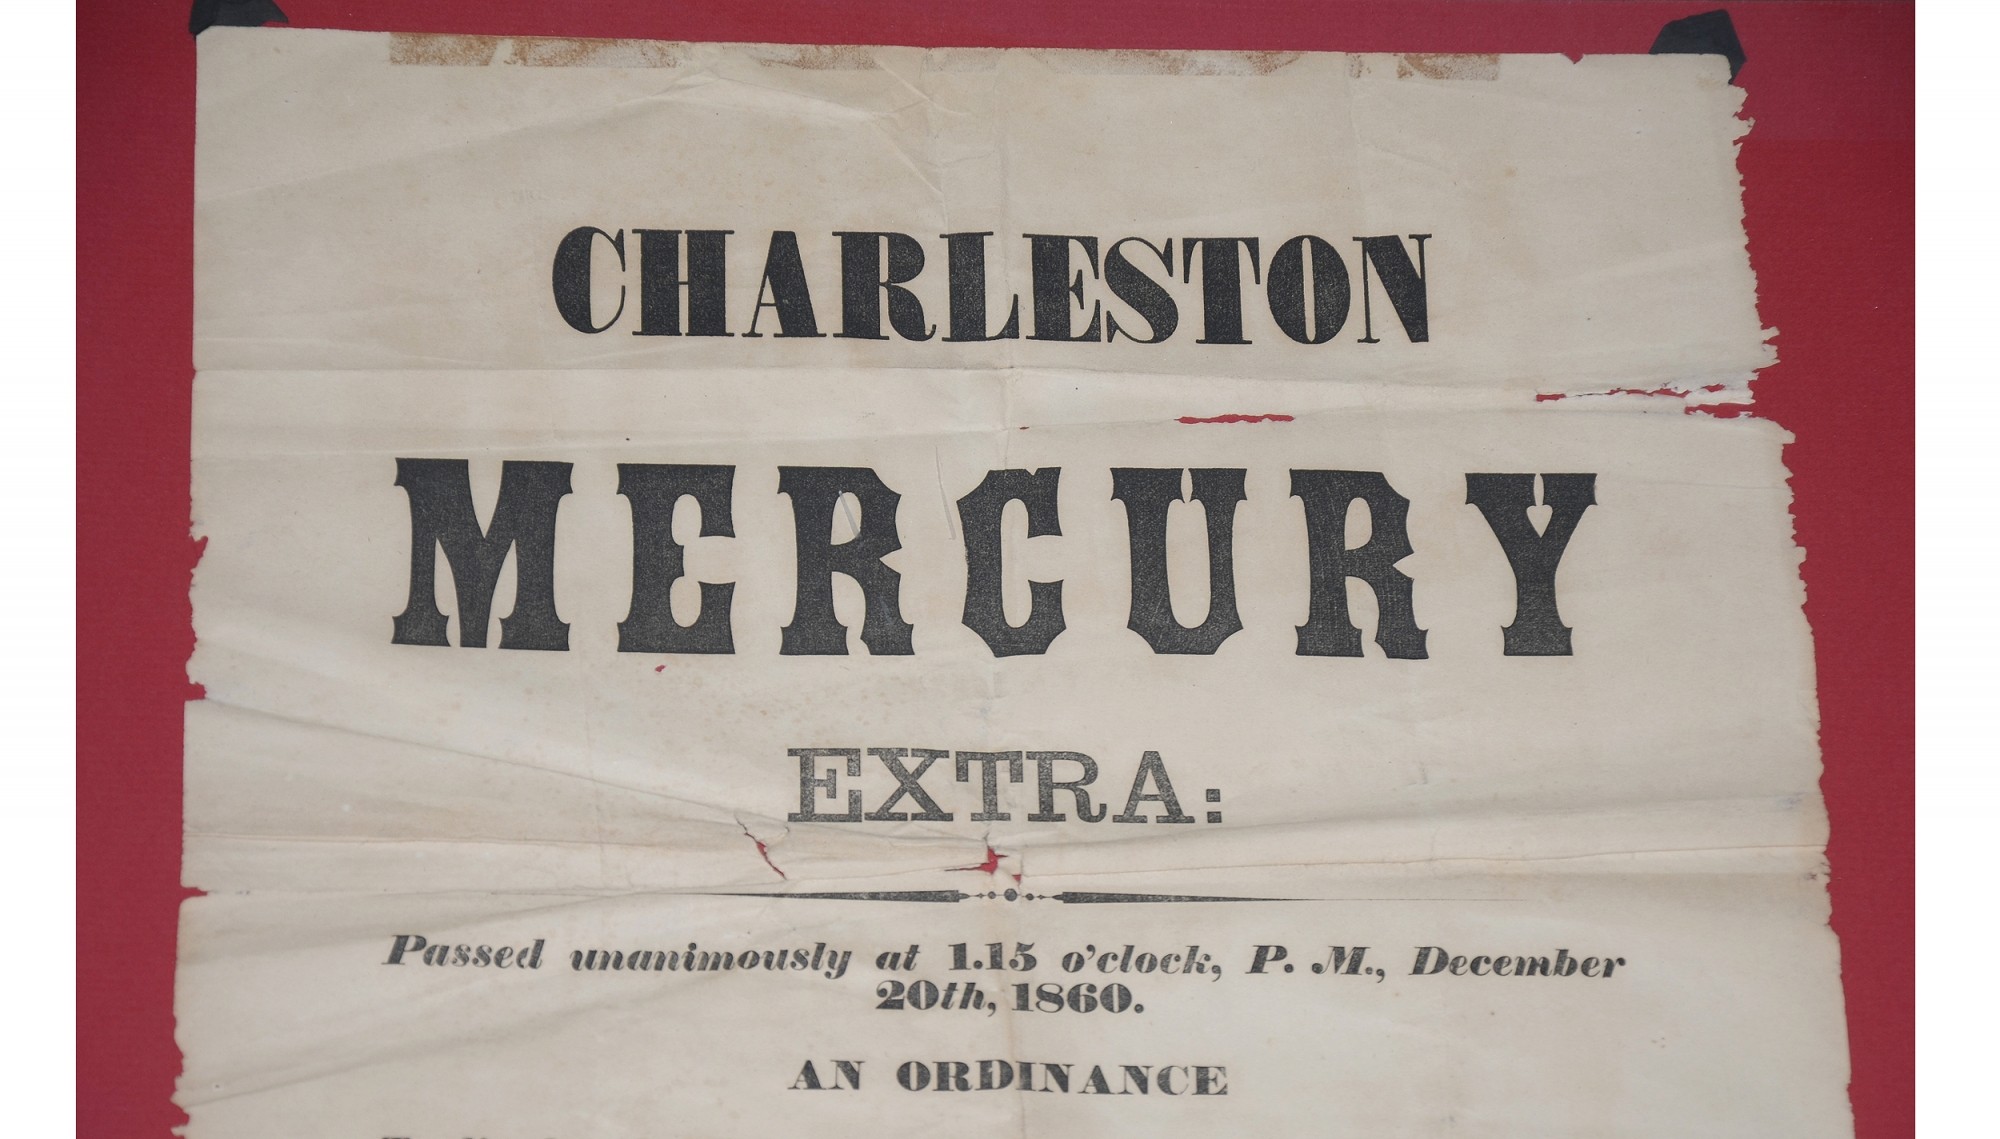 CHARLESTON
MERCURY
EXTRA:
Passed unanimously at 1.15 o'clock, P. M., December
20th, 1860.
AN ORDINANCE